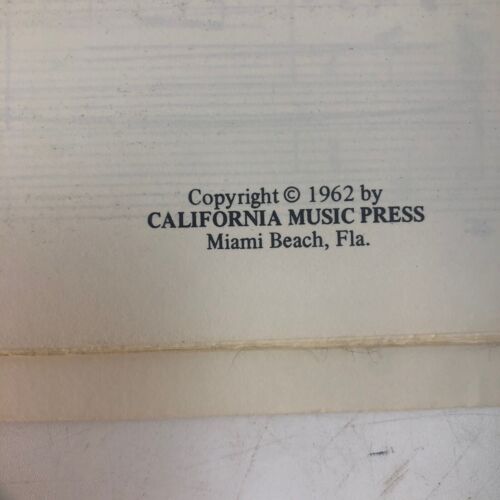 Copyright © 1962 by
CALIFORNIA MUSIC PRESS
Miami Beach, Fla.